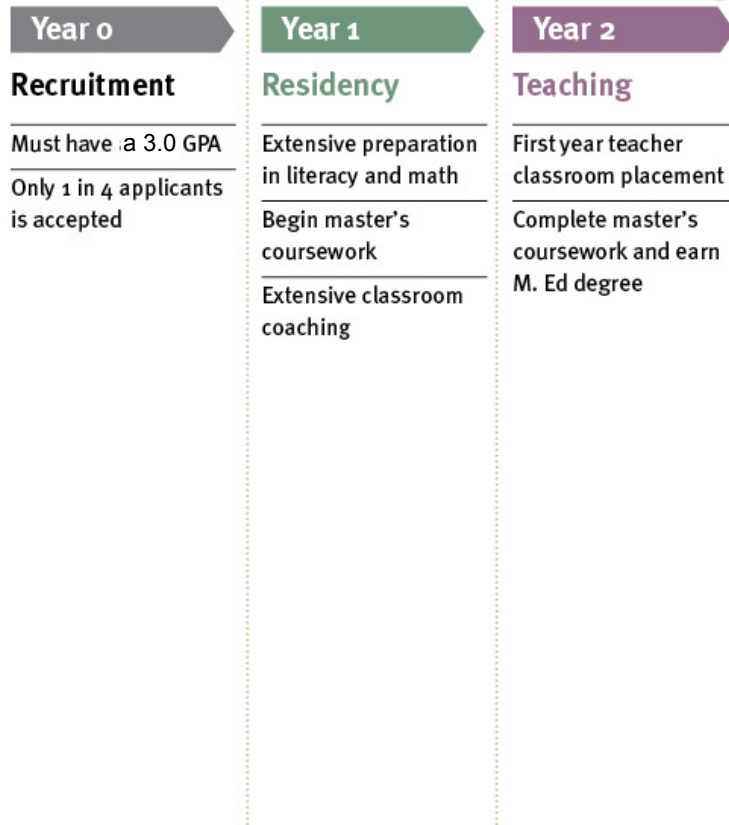 Year 0
Recruitment
Must have a 3.0 GPA
Only 1 in 4 applicants
is accepted
Year 1
Residency
Extensive preparation
in literacy and math
Begin master's
coursework
Extensive classroom
coaching
Year 2
Teaching
First year teacher
classroom placement
Complete master's
coursework and earn
M. Ed degree